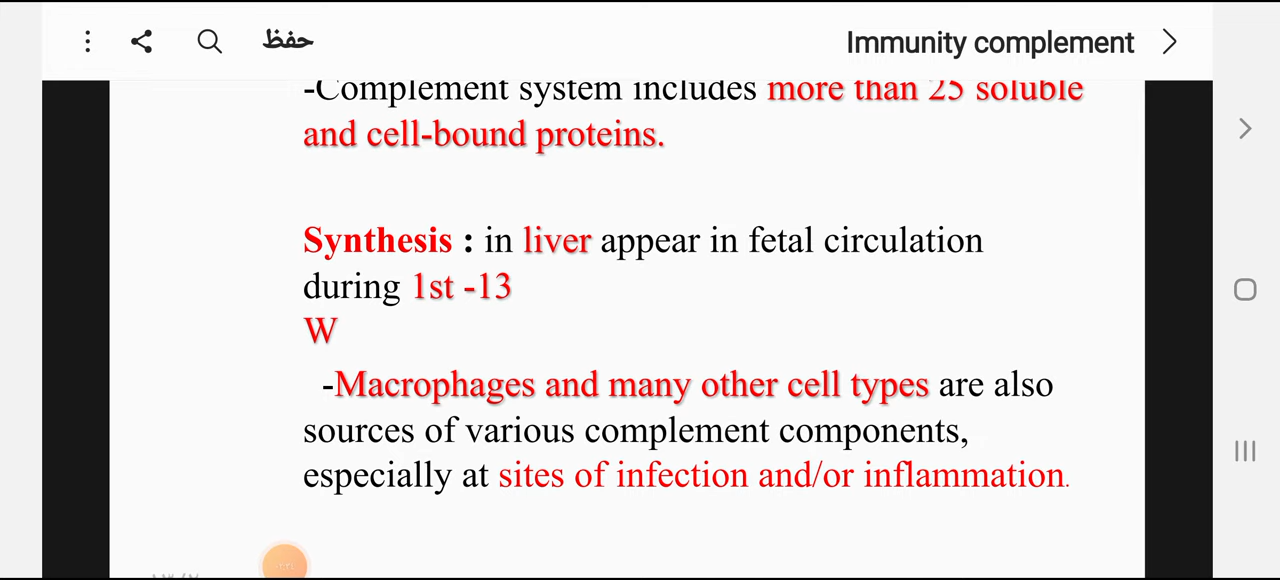 حفظ
Immunity complement
-Complement system includes more than 25 soluble
and cell-bound proteins.
Synthesis : in liver appear in fetal circulation
during 1st -13
W
-Macrophages and many other cell types are also
sources of various complement components,
especially at sites of infection and/or inflammation.